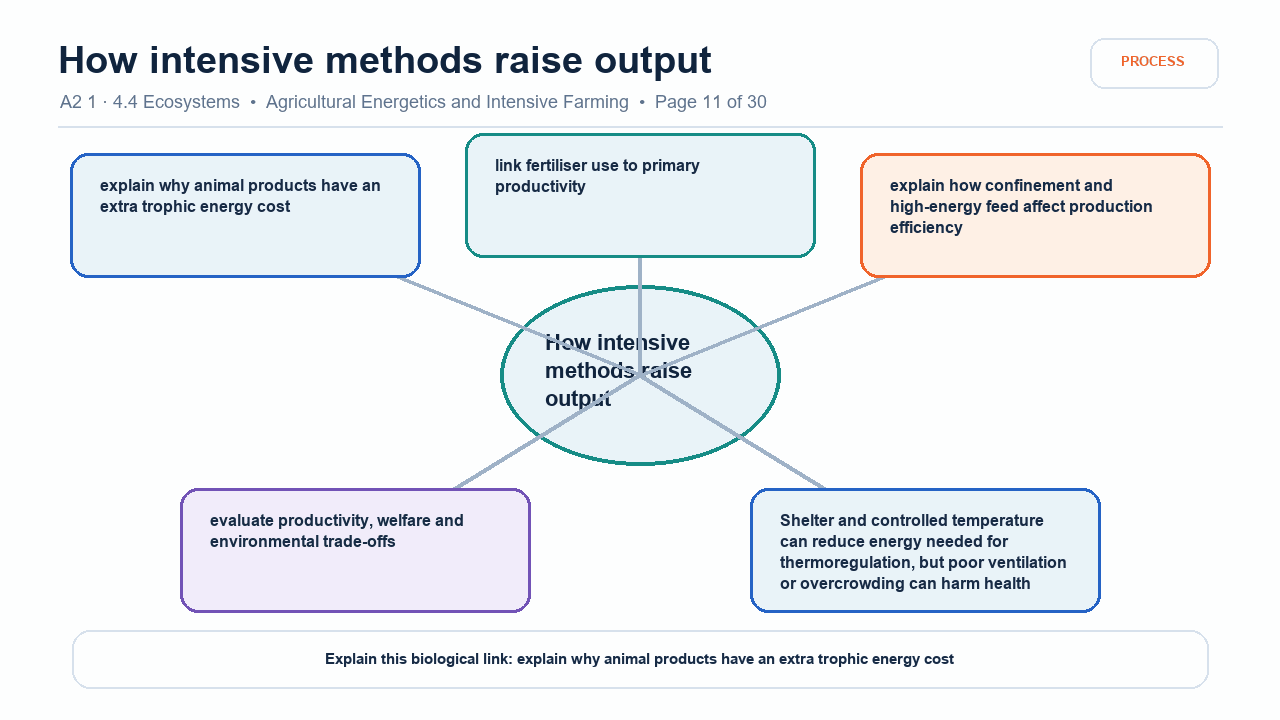 How intensive methods raise output
PROCESS
A2 1 · 4.4 Ecosystems • Agricultural Energetics and Intensive Farming • Page 11 of 30
explain why animal products have an
extra trophic energy cost
link fertiliser use to primary
productivity
explain how confinement and
high-energy feed affect production
efficiency
How intensive
methods raise
output
evaluate productivity, welfare and
environmental trade-offs
Shelter and controlled temperature
can reduce energy needed for
thermoregulation, but poor ventilation
or overcrowding can harm health
Explain this biological link: explain why animal products have an extra trophic energy cost